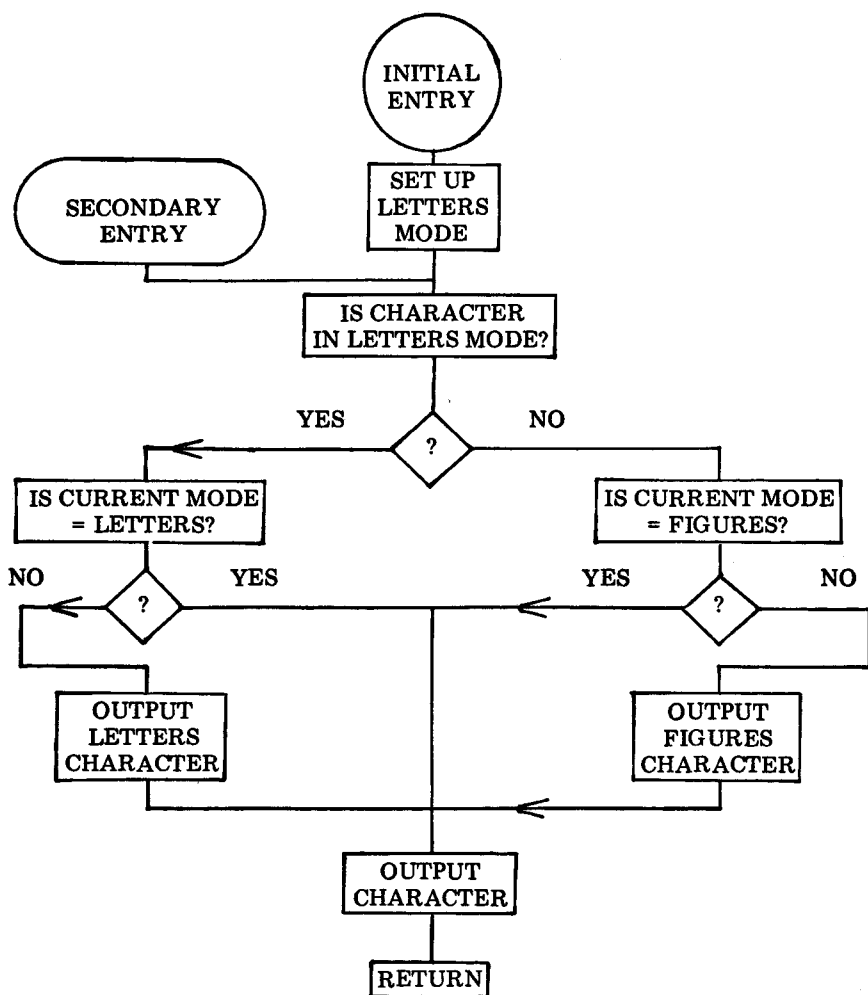 INITIAL
ENTRY
SET UP
LETTERS
MODE
SECONDARY
ENTRY
IS CHARACTER
IN LETTERS MODE?
YES
NO
?
IS CURRENT MODE
= LETTERS?
IS CURRENT MODE
= FIGURES?
NO
YES
YES
NO
?
?
OUTPUT
LETTERS
CHARACTER
OUTPUT
FIGURES
CHARACTER
OUTPUT
CHARACTER
RETURN